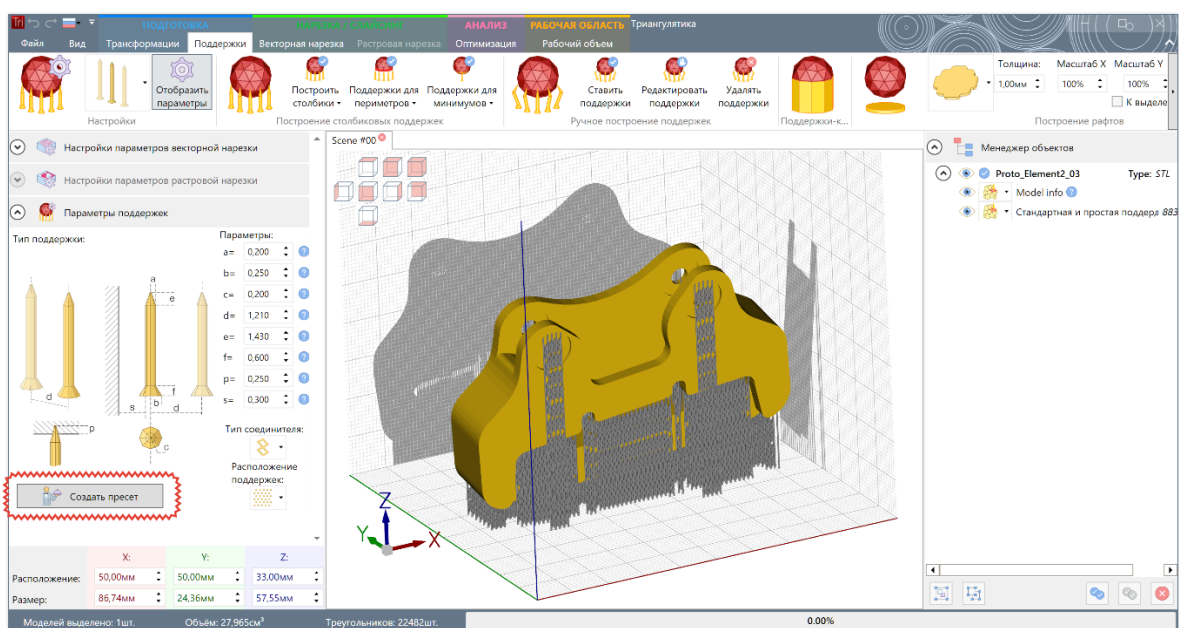 Tri
ПОДГОТОВКА
АНАЛИЗ
РАБОЧАЯ ОБЛАСТЬ
Триангулятика
Файл
Вид
Трансформации
Поддержки
Векторная нарезка
Растровая нарезка
Оптимизация
Рабочий объем
Отобразить
параметры
Построить
столбики
Поддержки для
периметров
Поддержки для
минимумов
Ставить
поддержки
Редактировать
поддержки
Удалять
поддержки
Толщина:
Масштаб X
Масштаб Y
1,00мм
100%
100%
К выделе
Настройки
Построение столбиковых поддержек
Ручное построение поддержек
Поддержки-к...
Построение рафтов
Настройки параметров векторной нарезки
Настройки параметров растровой нарезки
Параметры поддержек
Тип поддержки:
Параметры:
a= 0,200
b= 0,250
c= 0,200
d= 1,210
e= 1,430
f= 0,600
p= 0,250
s= 0,300
a
e
d
f
b
s
d
p
c
Тип соединителя:
Расположение
поддержек:
Создать пресет
X:
Y:
Z:
Расположение: 50,00мм 50,00мм 33,00мм
Размер: 86,74мм 24,36мм 57,55мм
Scene #00
Z
Y
X
Менеджер объектов
Proto_Element2_03
Type: STL
Model info
Стандартная и простая поддерд 883
Моделей выделено: 1шт.
Объём: 27,965см³
Треугольников: 22482шт.
0.00%